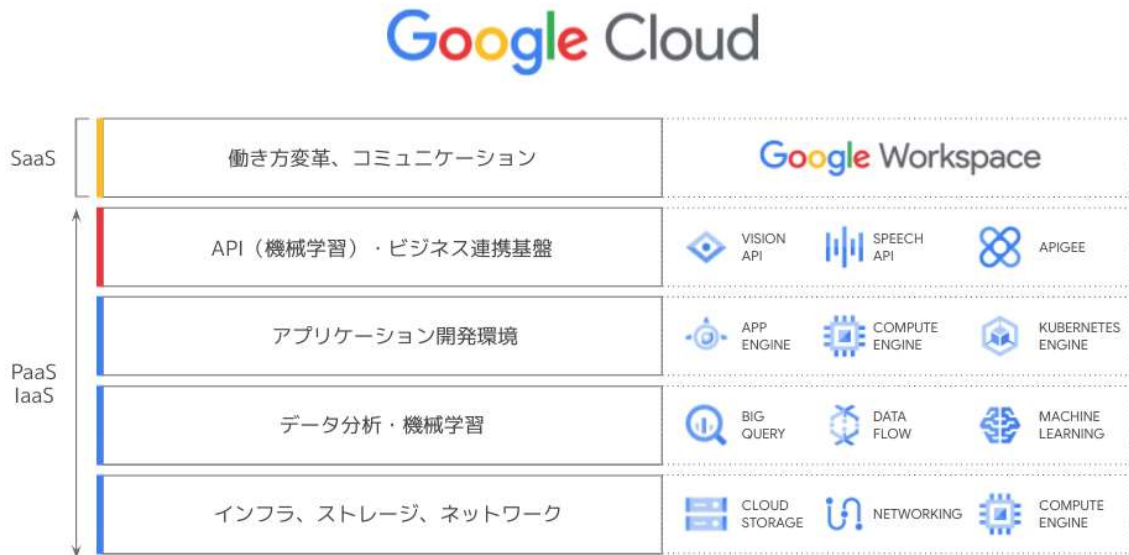 Google Cloud
SaaS
働き方変革、コミュニケーション
Google Workspace
API（機械学習）・ビジネス連携基盤
VISION
API
SPEECH
API
APIGEE
PaaS
IaaS
アプリケーション開発環境
APP
ENGINE
COMPUTE
ENGINE
KUBERNETES
ENGINE
データ分析・機械学習
BIG
QUERY
DATA
FLOW
MACHINE
LEARNING
インフラ、ストレージ、ネットワーク
CLOUD
STORAGE
NETWORKING
COMPUTE
ENGINE